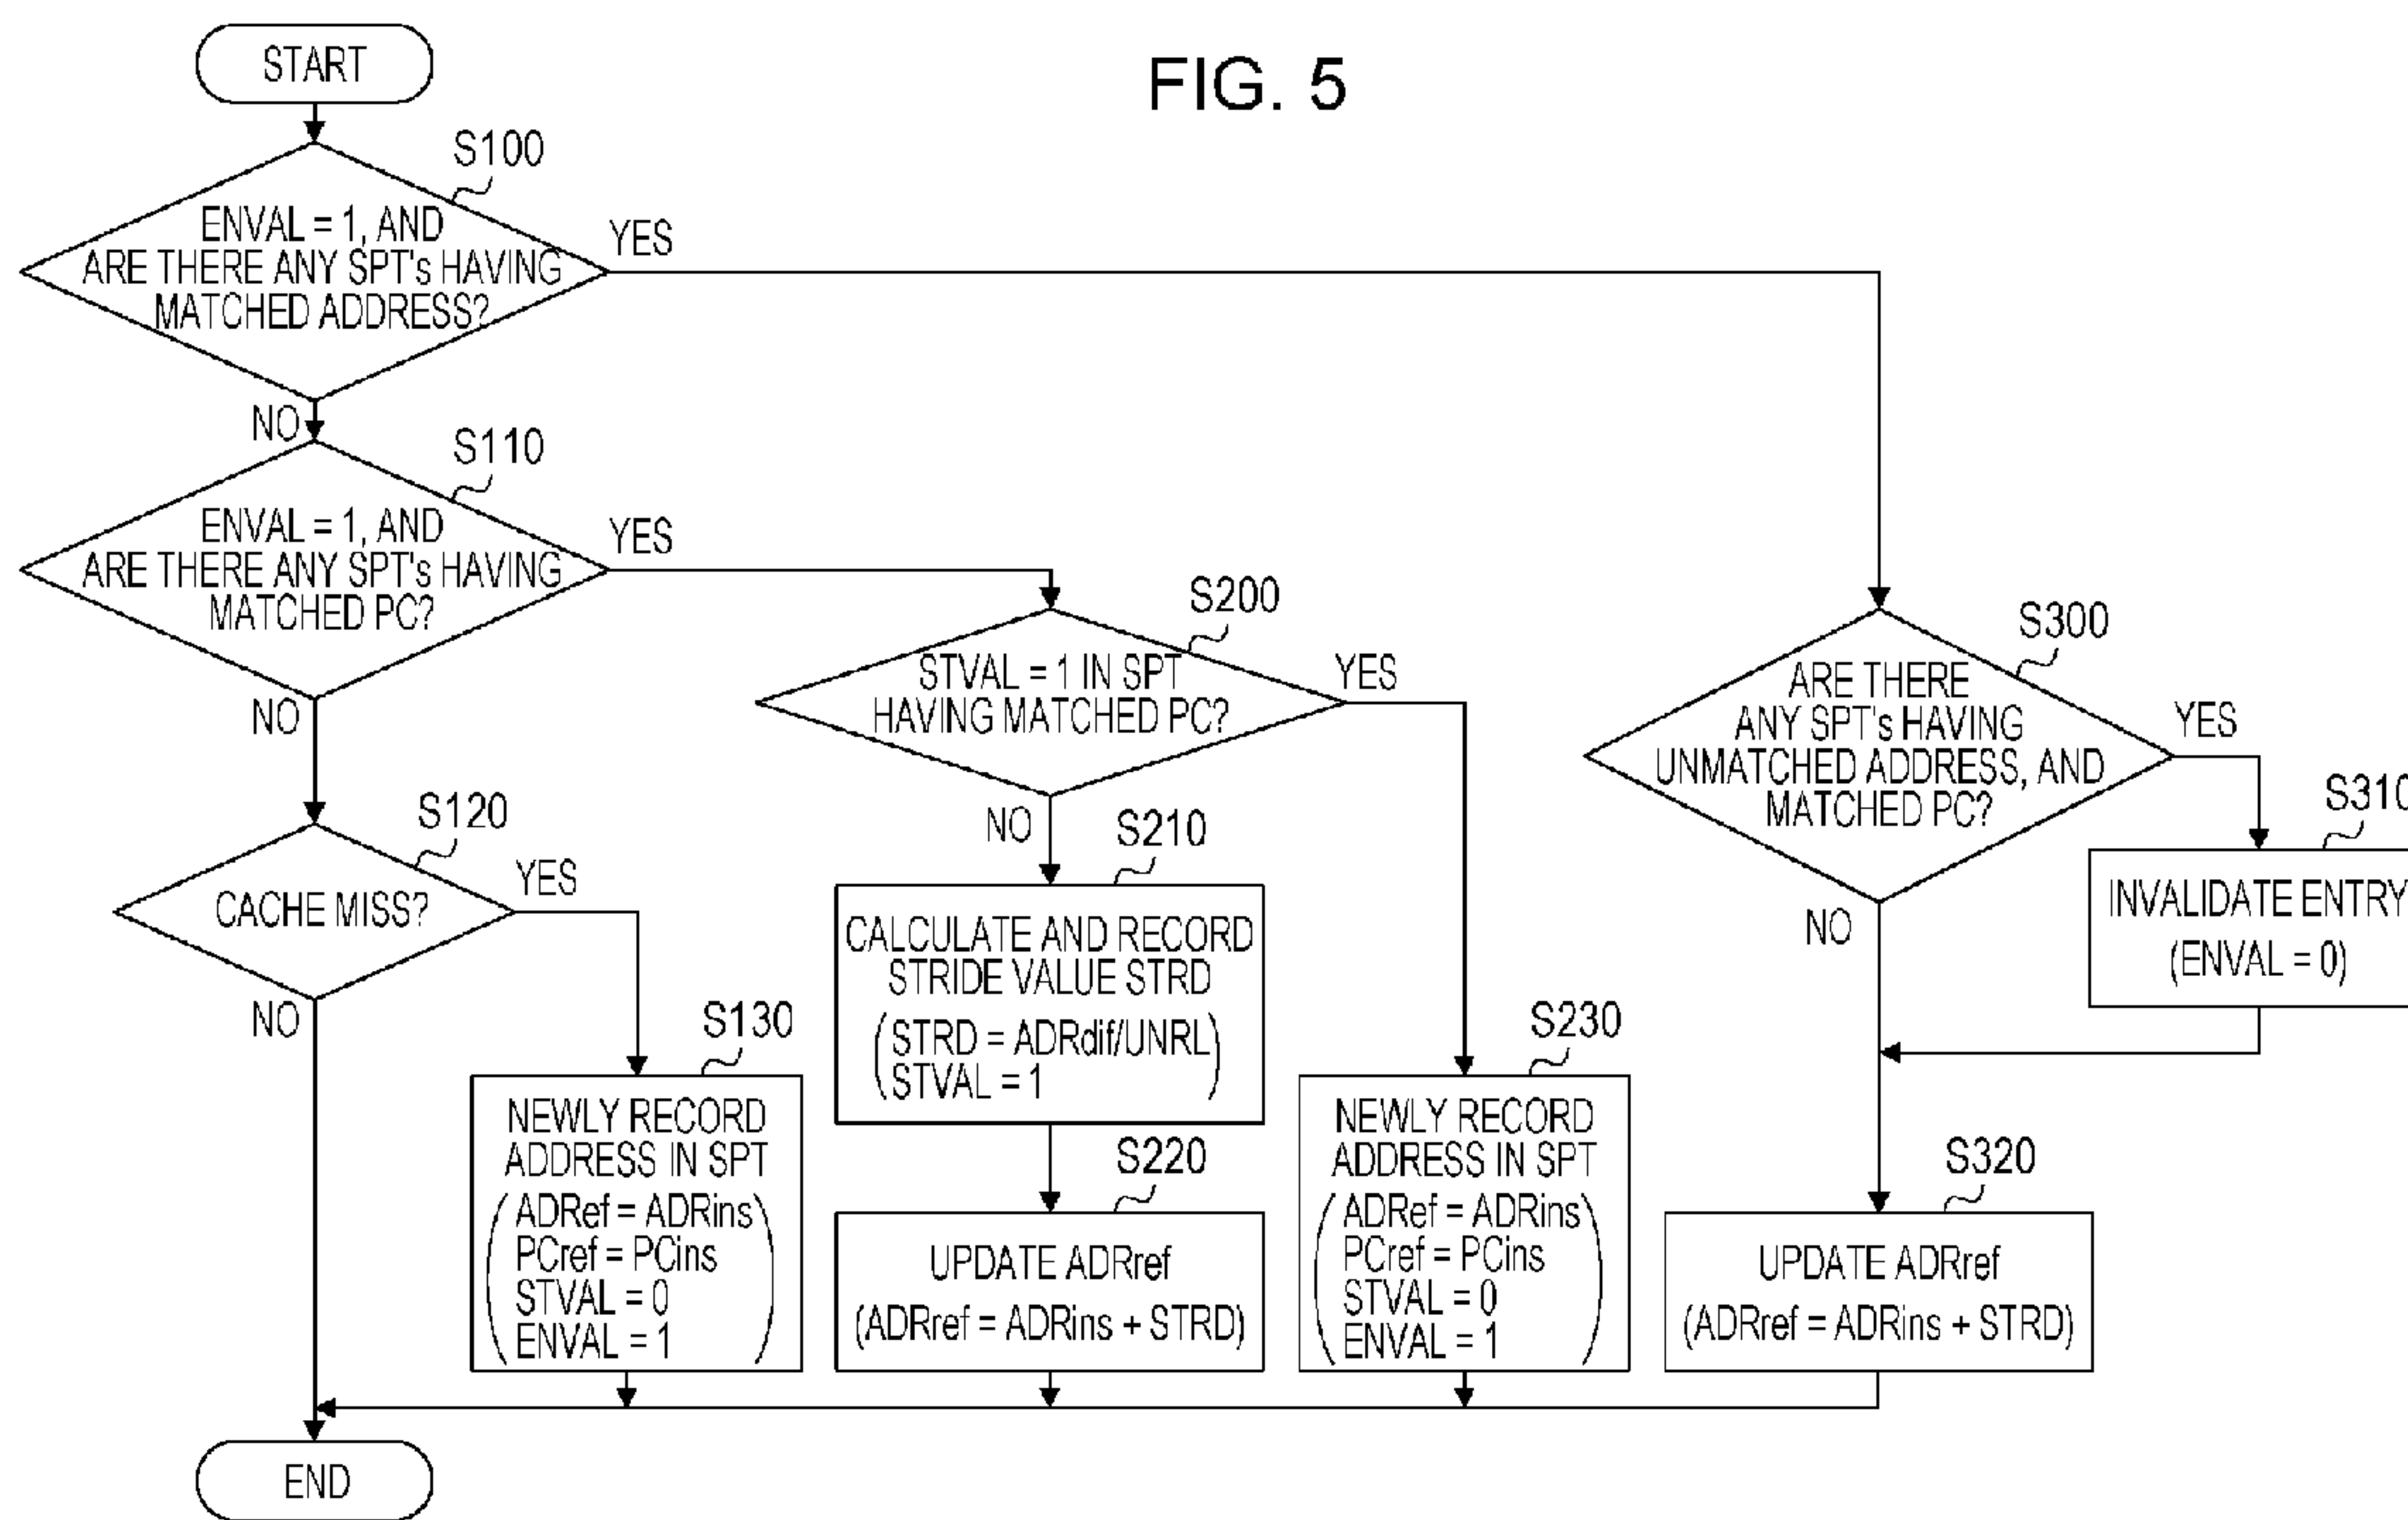 FIG. 5
START
S100
ENVAL = 1, AND
ARE THERE ANY SPT's HAVING
MATCHED ADDRESS?
YES
NO
S110
ENVAL = 1, AND
ARE THERE ANY SPT's HAVING
MATCHED PC?
YES
NO
S120
CACHE MISS?
YES
NO
S130
NEWLY RECORD
ADDRESS IN SPT
(ADRef = ADRins)
PCref = PCins
STVAL = 0
ENVAL = 1
S200
STVAL = 1 IN SPT
HAVING MATCHED PC?
YES
NO
S210
CALCULATE AND RECORD
STRIDE VALUE STRD
(STRD = ADRdif/UNRL)
STVAL = 1
S220
UPDATE ADRref
(ADRref = ADRins + STRD)
S230
NEWLY RECORD
ADDRESS IN SPT
(ADRef = ADRins)
PCref = PCins
STVAL = 0
ENVAL = 1
S300
ARE THERE
ANY SPT's HAVING
UNMATCHED ADDRESS, AND
MATCHED PC?
YES
NO
S310
INVALIDATE ENTRY
(ENVAL = 0)
S320
UPDATE ADRref
(ADRref = ADRins + STRD)
END